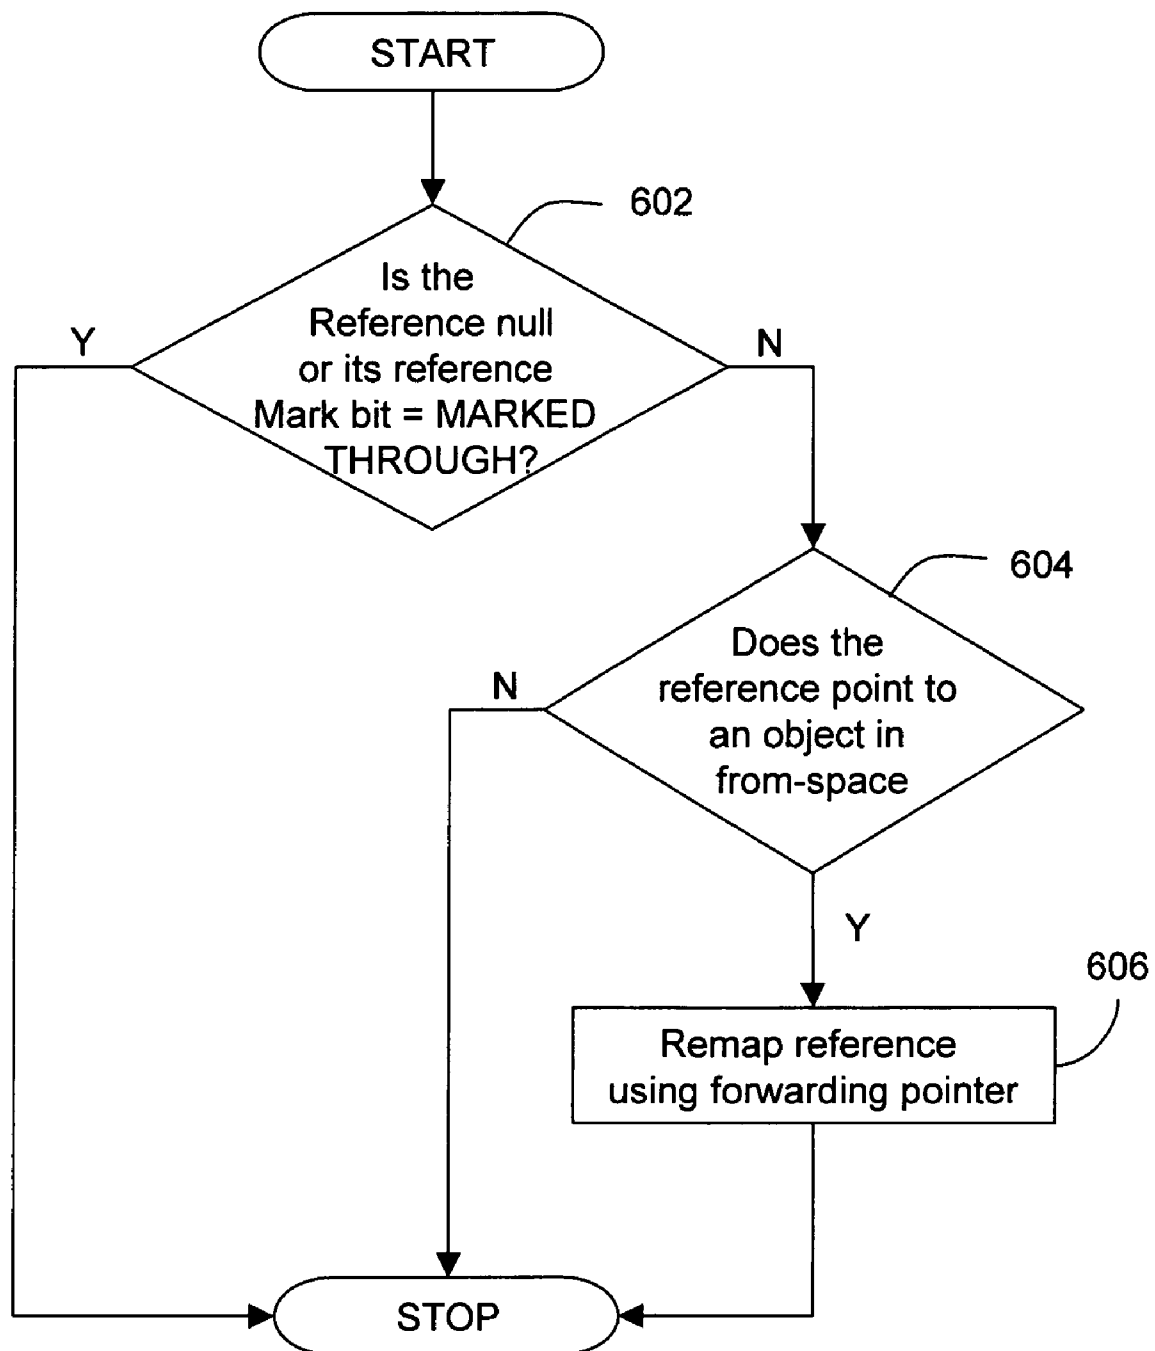 START
602
Is the
Reference null
or its reference
Mark bit = MARKED
THROUGH?
Y
N
604
Does the
reference point to
an object in
from-space
N
Y
606
Remap reference
using forwarding pointer
STOP